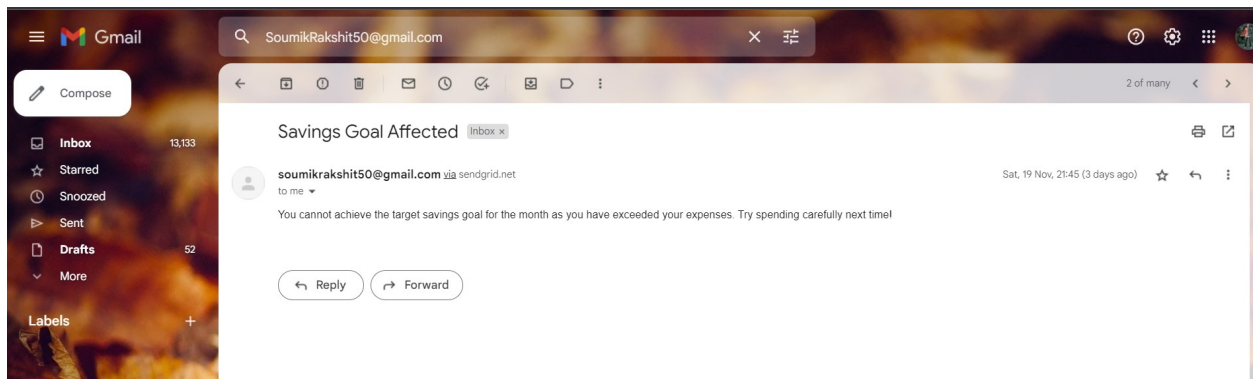 Gmail
SoumikRakshit50@gmail.com
Compose
2 of many
Inbox 13,133
Starred
Snoozed
Sent
Drafts 52
More
Labels
Savings Goal Affected Inbox ×
soumikrakshit50@gmail.com via sendgrid.net
Sat, 19 Nov, 21:45 (3 days ago)
to me
You cannot achieve the target savings goal for the month as you have exceeded your expenses. Try spending carefully next time!
Reply
Forward